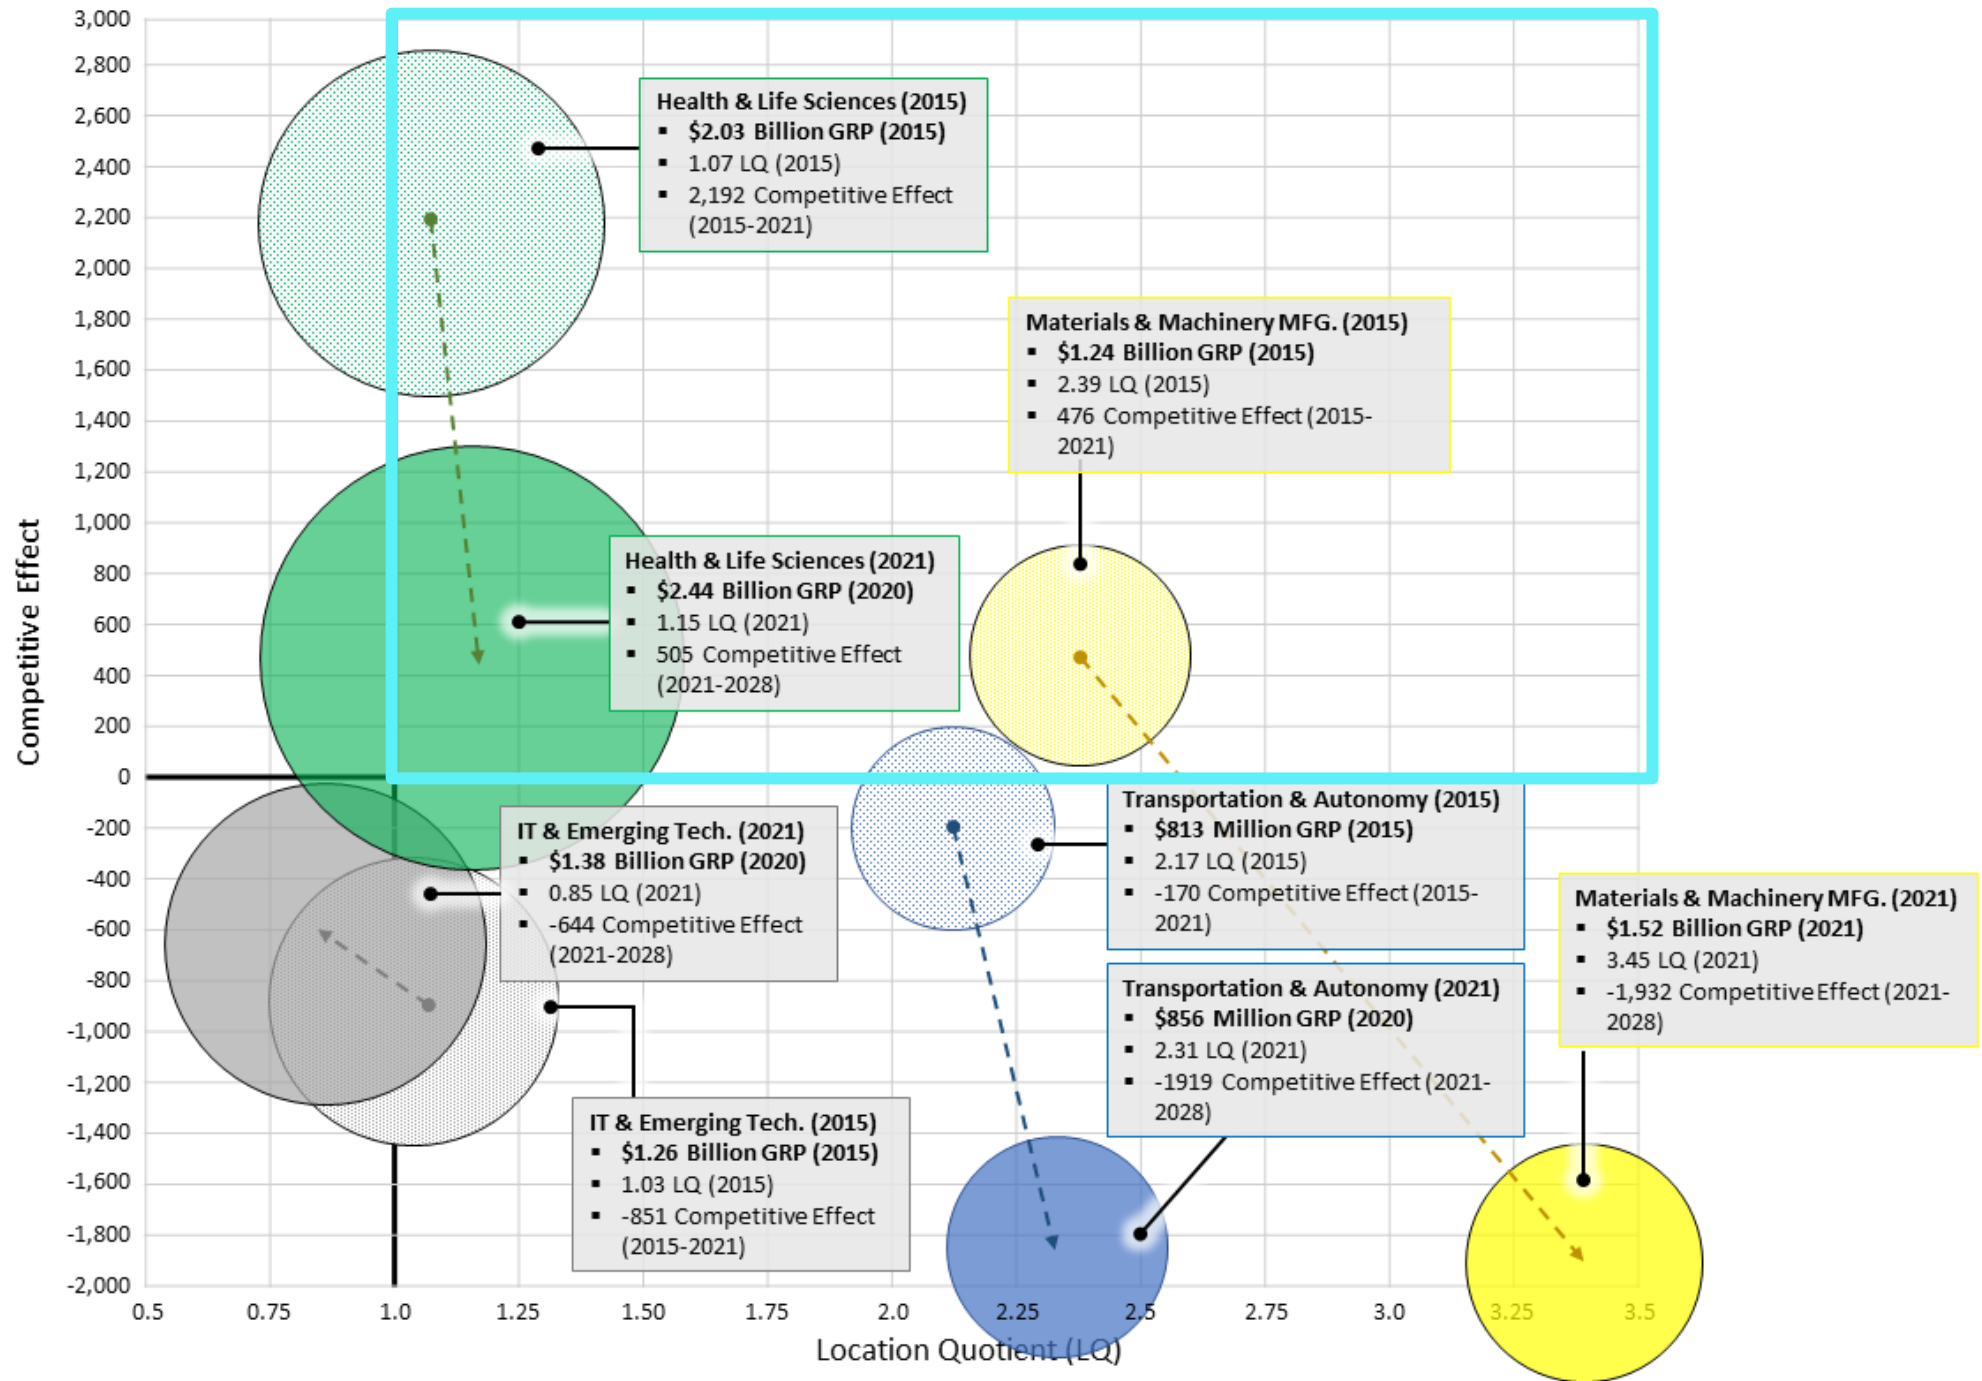 3,000
2,800
2,600
2,400
2,200
2,000
1,800
1,600
1,400
1,200
1,000
800
600
400
200
0
-200
-400
-600
-800
-1,000
-1,200
-1,400
-1,600
-1,800
-2,000
Competitive Effect
Health & Life Sciences (2015)
▪ $2.03 Billion GRP (2015)
▪ 1.07 LQ (2015)
▪ 2,192 Competitive Effect
(2015-2021)
Materials & Machinery MFG. (2015)
▪ $1.24 Billion GRP (2015)
▪ 2.39 LQ (2015)
▪ 476 Competitive Effect (2015-
2021)
Health & Life Sciences (2021)
▪ $2.44 Billion GRP (2020)
▪ 1.15 LQ (2021)
▪ 505 Competitive Effect
(2021-2028)
Transportation & Autonomy (2015)
▪ $813 Million GRP (2015)
▪ 2.17 LQ (2015)
▪ -170 Competitive Effect (2015-
2021)
IT & Emerging Tech. (2021)
▪ $1.38 Billion GRP (2020)
▪ 0.85 LQ (2021)
▪ -644 Competitive Effect
(2021-2028)
Materials & Machinery MFG. (2021)
▪ $1.52 Billion GRP (2021)
▪ 3.45 LQ (2021)
▪ -1,932 Competitive Effect (2021-
2028)
Transportation & Autonomy (2021)
▪ $856 Million GRP (2020)
▪ 2.31 LQ (2021)
▪ -1919 Competitive Effect (2021-
2028)
IT & Emerging Tech. (2015)
▪ $1.26 Billion GRP (2015)
▪ 1.03 LQ (2015)
▪ -851 Competitive Effect
(2015-2021)
0.5 0.75 1.0 1.25 1.50 1.75 2.0 2.25 2.5 2.75 3.0 3.25 3.5
Location Quotient (LQ)